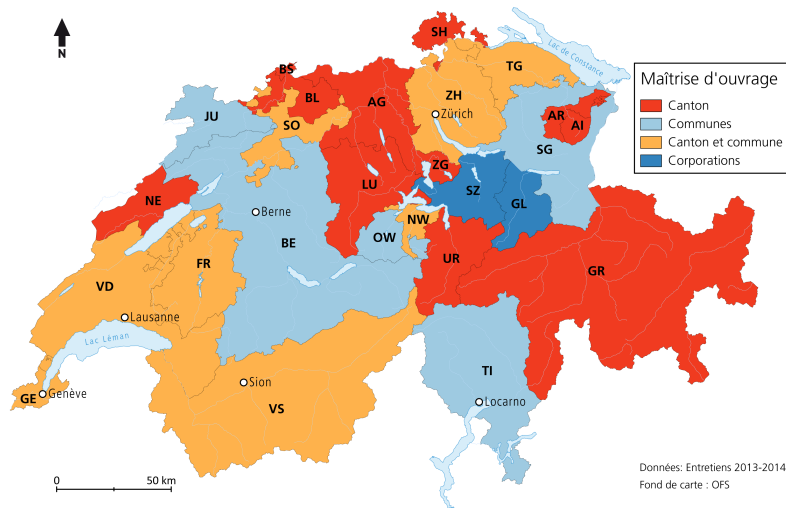 N
SH
Lac de Constance
BS
BL
AG
ZH
TG
Zürich
JU
SO
AR
AI
SG
Maîtrise d'ouvrage
Canton
Communes
Canton et commune
Corporations
NE
LU
ZG
SZ
GL
Berne
BE
OW
NW
UR
GR
VD
FR
Lausanne
Lac Léman
GE
Genève
Sion
VS
TI
Locarno
0 50 km
Données: Entretiens 2013-2014
Fond de carte : OFS